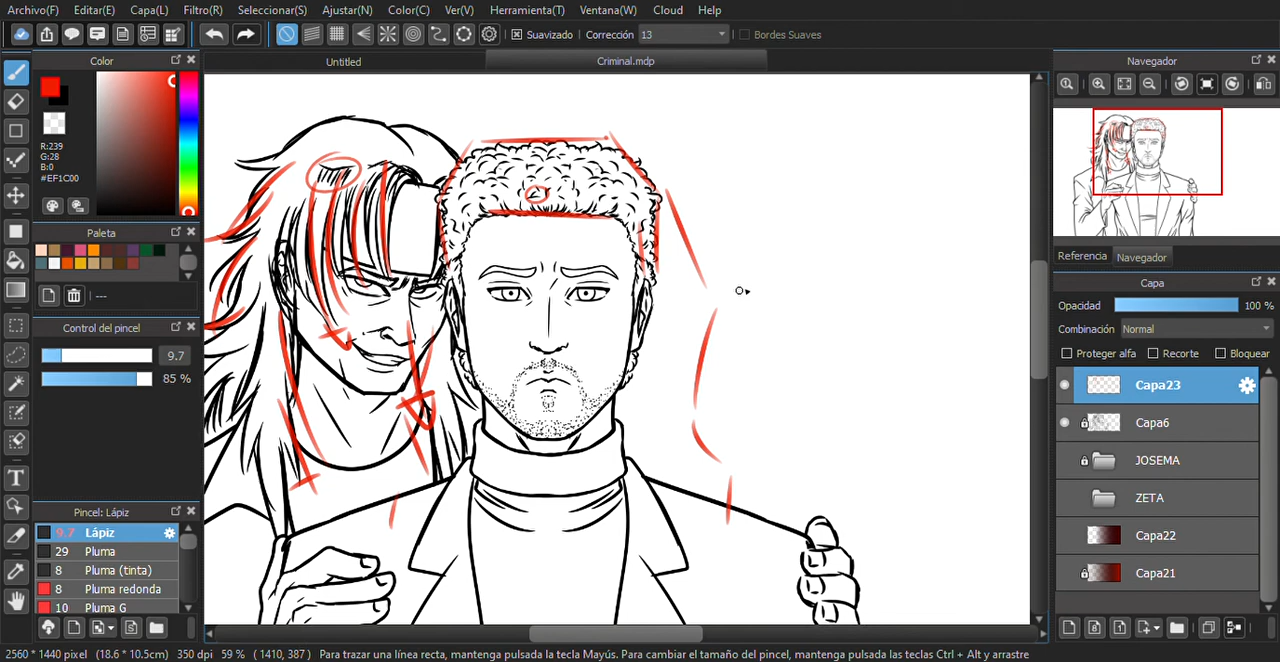 Archivo(F) Editar(E) Capa(L) Filtro(R) Seleccionar(S) Ajustar(N) Color(C) Ver(V) Herramienta(T) Ventana(W) Cloud Help
Suavizado Corrección 13 Bordes Suaves
Color
Untitled Criminal.mdp
Navegador
R:239
G:28
B:0
#EF1C00
Paleta
---
Referencia Navegador
Capa
Opacidad 100 %
Combinación Normal
Proteger alfa Recorte Bloquear
Control del pincel
9.7
85 %
Capa23
Capa6
JOSEMA
ZETA
Capa22
Capa21
Pincel: Lápiz
9.7 Lápiz
29 Pluma
8 Pluma (tinta)
8 Pluma redonda
10 Pluma G
2560 * 1440 pixel (18.6 * 10.5cm) 350 dpi 59 % ( 1410, 387 ) Para trazar una línea recta, mantenga pulsada la tecla Mayús. Para cambiar el tamaño del pincel, mantenga pulsadas las teclas Ctrl + Alt y arrastre